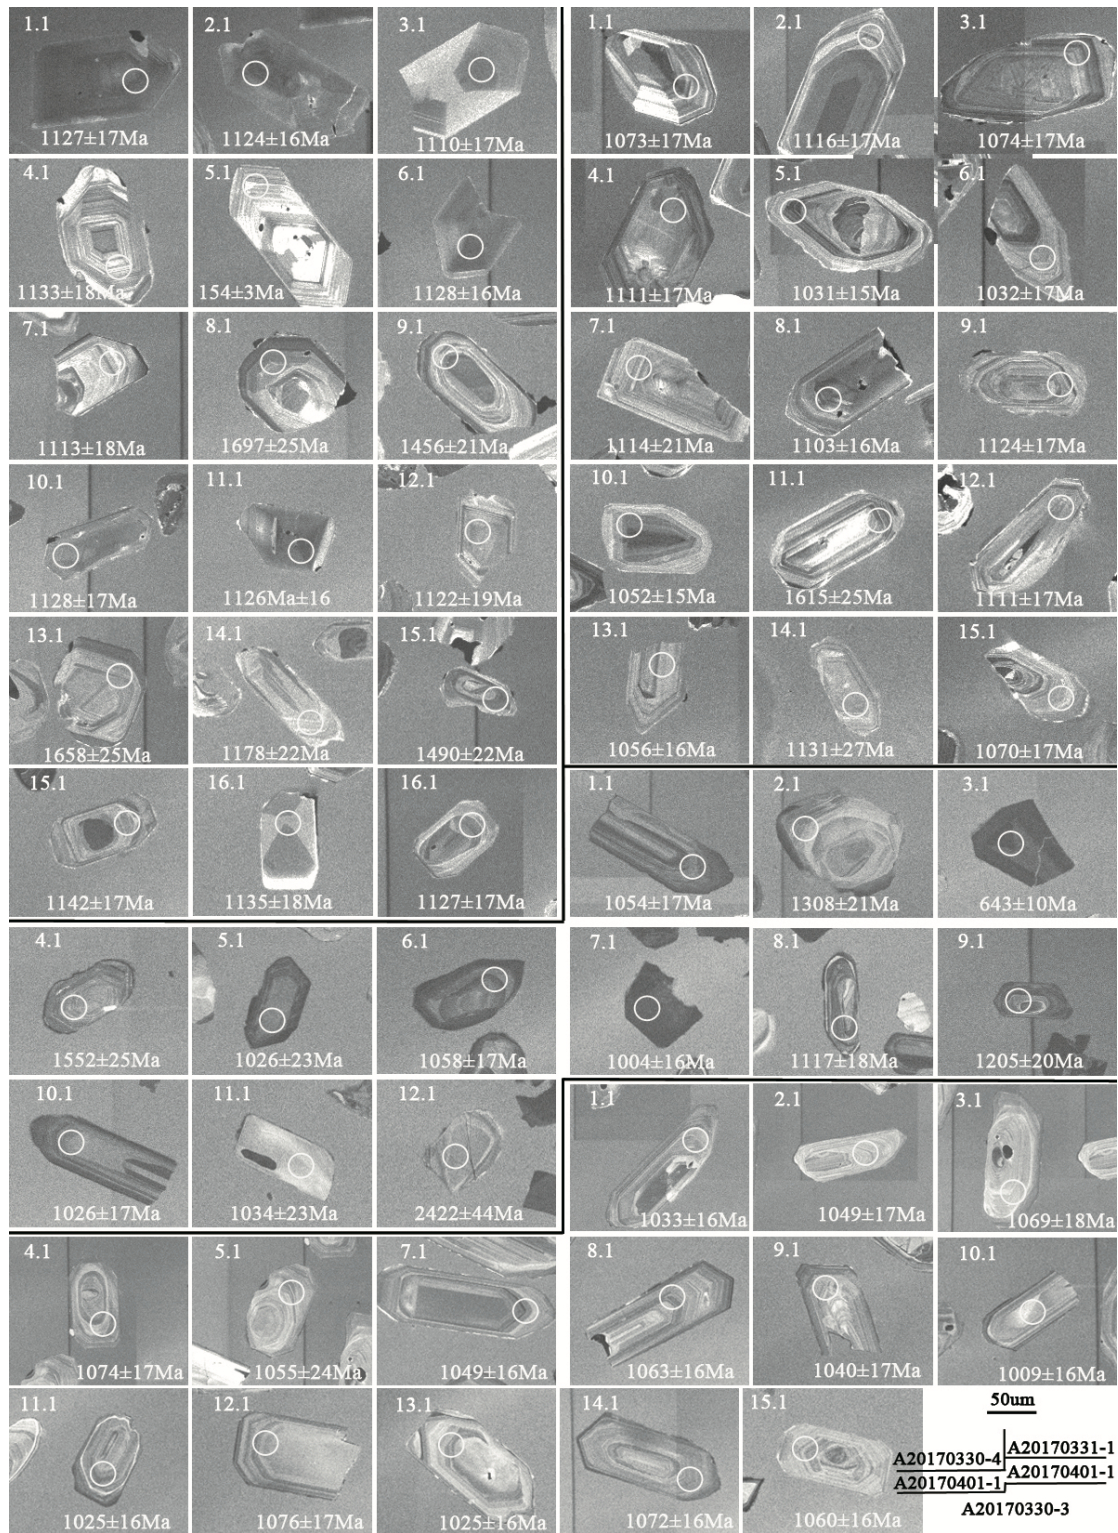 1.1 2.1 3.1 1.1 2.1 3.1
1127±17Ma 1124±16Ma 1110±17Ma 1073±17Ma 1116±17Ma 1074±17Ma
4.1 5.1 6.1 4.1 5.1 6.1
1133±18Ma 154±3Ma 1128±16Ma 1111±17Ma 1031±15Ma 1032±17Ma
7.1 8.1 9.1 7.1 8.1 9.1
1113±18Ma 1697±25Ma 1456±21Ma 1114±21Ma 1103±16Ma 1124±17Ma
10.1 11.1 12.1 10.1 11.1 12.1
1128±17Ma 1126Ma±16 1122±19Ma 1052±15Ma 1615±25Ma 1111±17Ma
13.1 14.1 15.1 13.1 14.1 15.1
1658±25Ma 1178±22Ma 1490±22Ma 1056±16Ma 1131±27Ma 1070±17Ma
15.1 16.1 16.1 1.1 2.1 3.1
1142±17Ma 1135±18Ma 1127±17Ma 1054±17Ma 1308±21Ma 643±10Ma
4.1 5.1 6.1 7.1 8.1 9.1
1552±25Ma 1026±23Ma 1058±17Ma 1004±16Ma 1117±18Ma 1205±20Ma
10.1 11.1 12.1 1.1 2.1 3.1
1026±17Ma 1034±23Ma 2422±44Ma 1033±16Ma 1049±17Ma 1069±18Ma
4.1 5.1 7.1 8.1 9.1 10.1
1074±17Ma 1055±24Ma 1049±16Ma 1063±16Ma 1040±17Ma 1009±16Ma
11.1 12.1 13.1 14.1 15.1
1025±16Ma 1076±17Ma 1025±16Ma 1072±16Ma 1060±16Ma
50um
A20170330-4 A20170331-1
A20170401-1 A20170401-1
A20170330-3